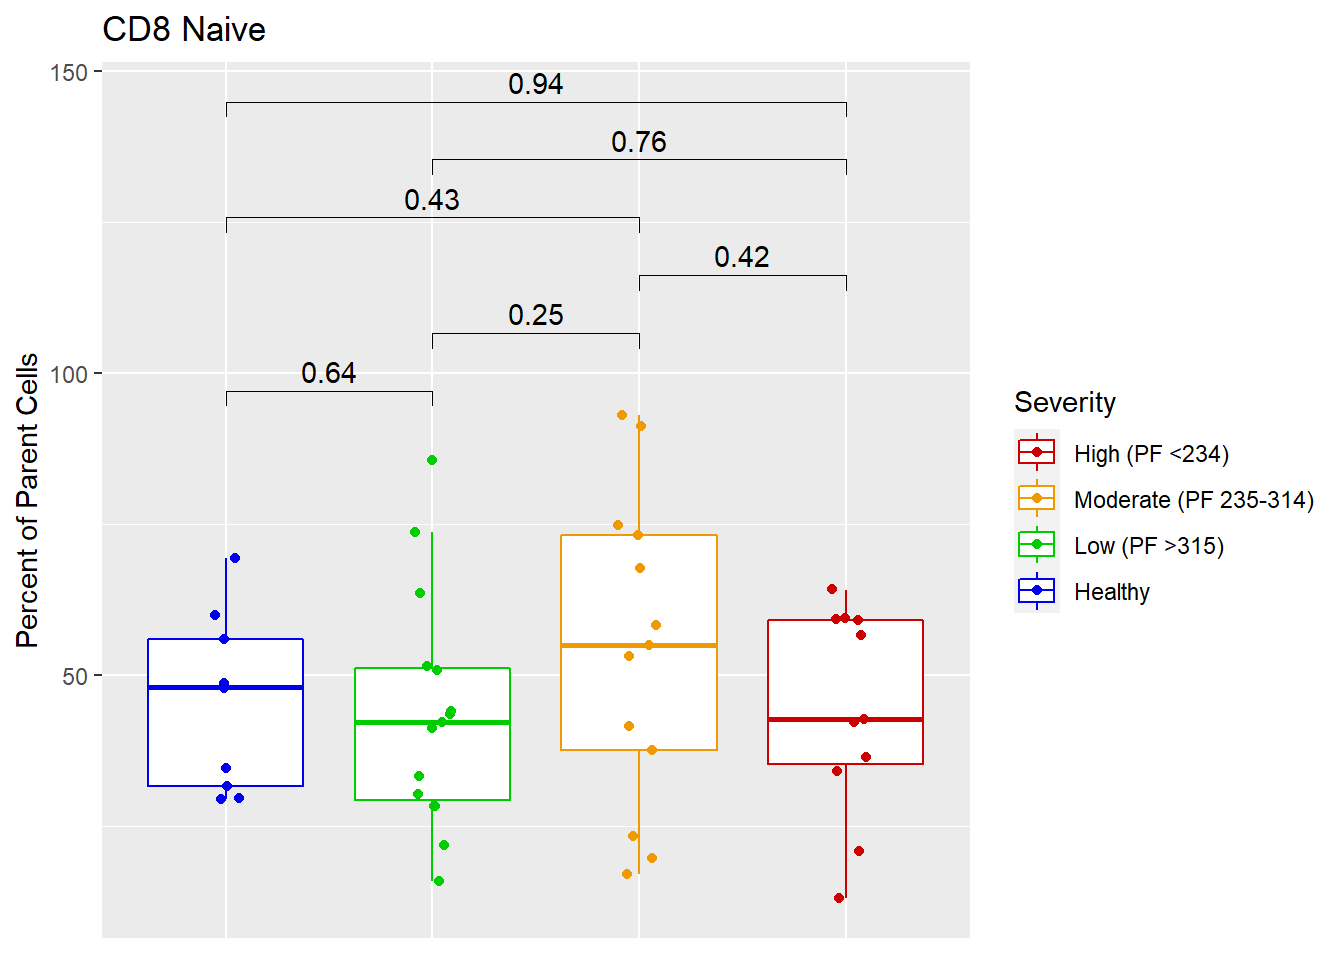 CD8 Naive
150
100
50
Percent of Parent Cells
0.94
0.76
0.43
0.42
0.25
0.64
Severity
High (PF <234)
Moderate (PF 235-314)
Low (PF >315)
Healthy